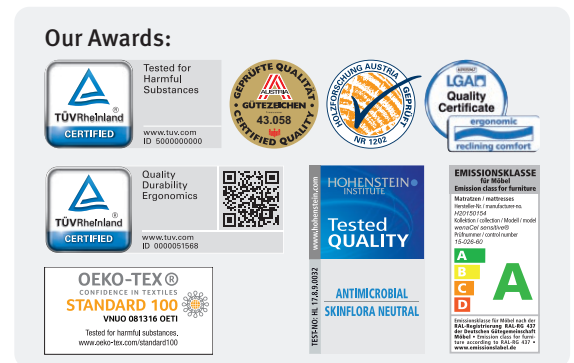 Our Awards:
TÜVRheinland
®
CERTIFIED
Tested for
Harmful
Substances
www.tuv.com
ID 5000000000
GEPRÜFTE QUALITÄT
AUSTRIA
GÜTEZEICHEN
43.058
CERTIFIED QUALITY
HOLZFORSCHUNG AUSTRIA
GEPRÜFT
NR 1202
LGA
Quality
Certificate
ergonomic
reclining comfort
TÜVRheinland
®
CERTIFIED
Quality
Durability
Ergonomics
www.tuv.com
ID 0000051568
www.hohenstein.com
HOHENSTEIN
INSTITUTE
Tested
QUALITY
TEST-NO: HL 17,8,9,0032
ANTIMICROBIAL
SKINFLORA NEUTRAL
EMISSIONSKLASSE
für Möbel
Emission class for furniture
Matratzen / mattresses
Hersteller-Nr. / manufacturer-no.
H20150154
Kollektion / collection / Modell / model
wenaCel sensitive®
Prüfnummer / control number
15-026-60
A
B
C
D
A
Emissionsklasse für Möbel nach der
RAL-Registrierung RAL-RG 437
der Deutschen Gütegemeinschaft
Möbel • Emission class for furni-
ture according to RAL-RG 437 •
www.emissionslabel.de
OEKO-TEX®
CONFIDENCE IN TEXTILES
STANDARD 100
VNUO 081316 OETI
Tested for harmful substances.
www.oeko-tex.com/standard100